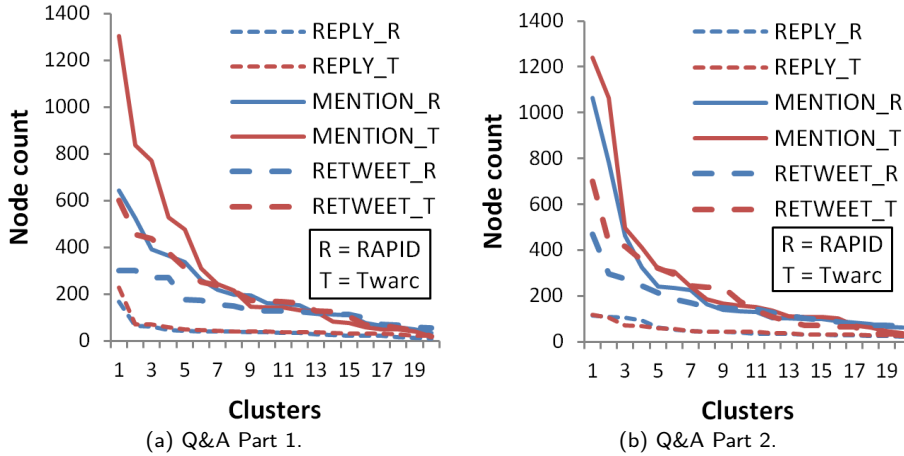 1400
1200
1000
800
600
400
200
0
Node count
REPLY_R
REPLY_T
MENTION_R
MENTION_T
RETWEET_R
RETWEET_T
R = RAPID
T = Twarc
1 3 5 7 9 11 13 15 17 19
Clusters
(a) Q&A Part 1.
1400
1200
1000
800
600
400
200
0
Node count
REPLY_R
REPLY_T
MENTION_R
MENTION_T
RETWEET_R
RETWEET_T
R = RAPID
T = Twarc
1 3 5 7 9 11 13 15 17 19
Clusters
(b) Q&A Part 2.